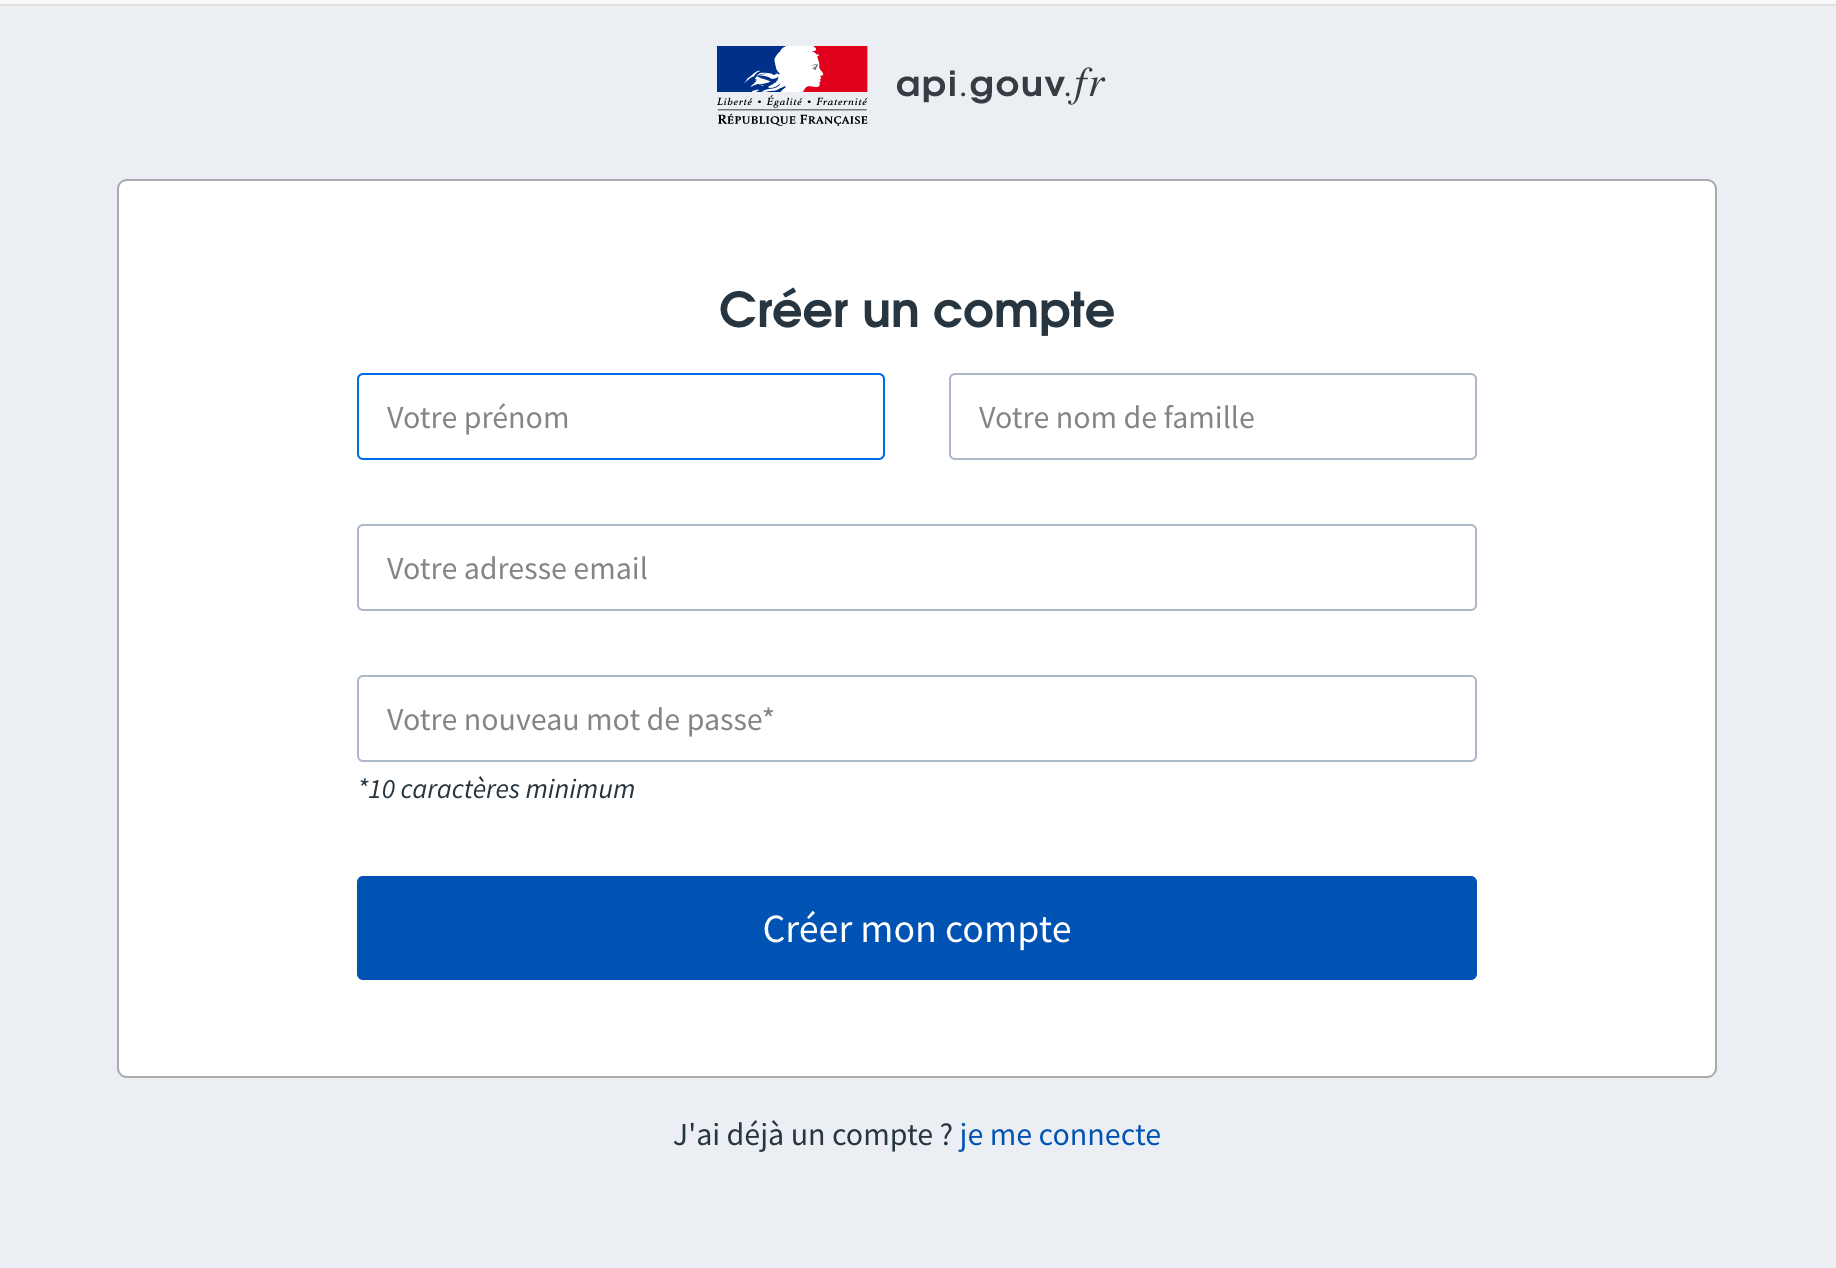 Liberté • Égalité • Fraternité
RÉPUBLIQUE FRANÇAISE
api.gouv.fr
Créer un compte
Votre prénom
Votre nom de famille
Votre adresse email
Votre nouveau mot de passe*
*10 caractères minimum
Créer mon compte
J'ai déjà un compte ? je me connecte